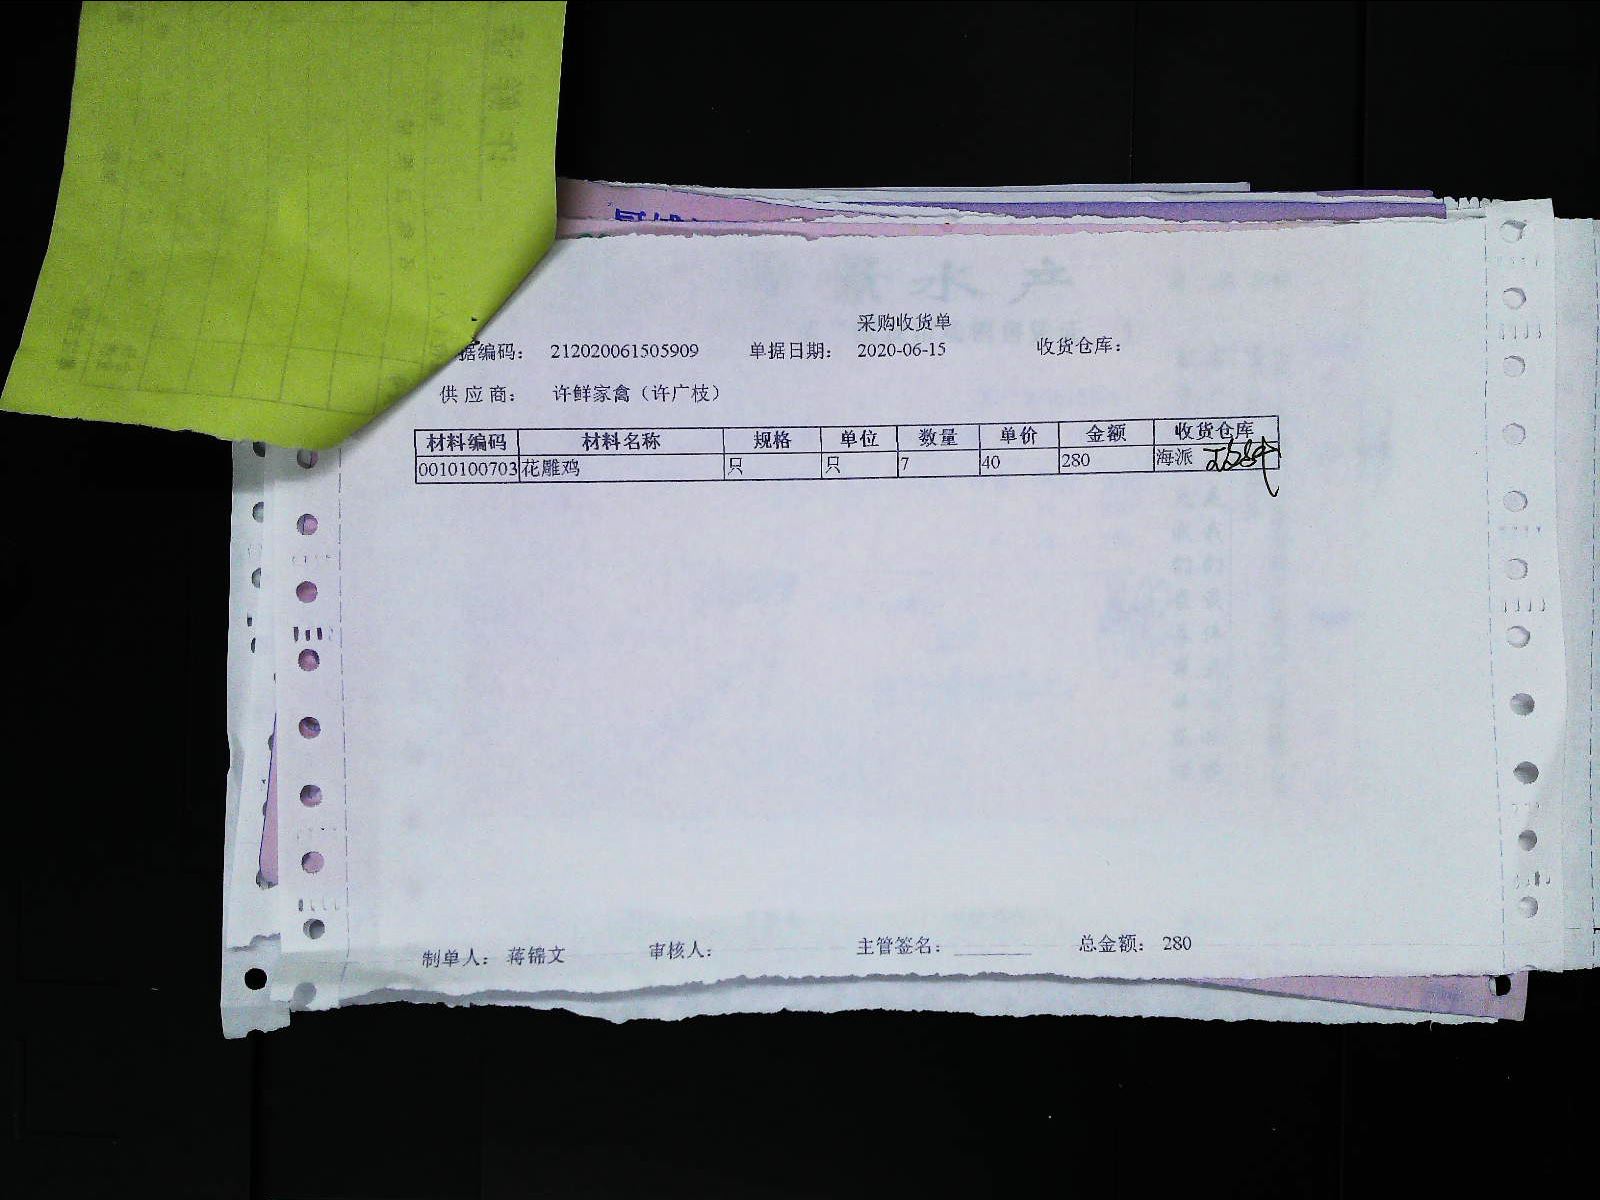 采购收货单
据编码： 212020061505909 单据日期： 2020-06-15 收货仓库：
供 应 商： 许鲜家禽（许广枝）
材料编码 材料名称 规格 单位 数量 单价 金额 收货仓库
0010100703 花雕鸡 只 只 7 40 280 海派
制单人： 蒋锦文 审核人： 主管签名： 总金额： 280